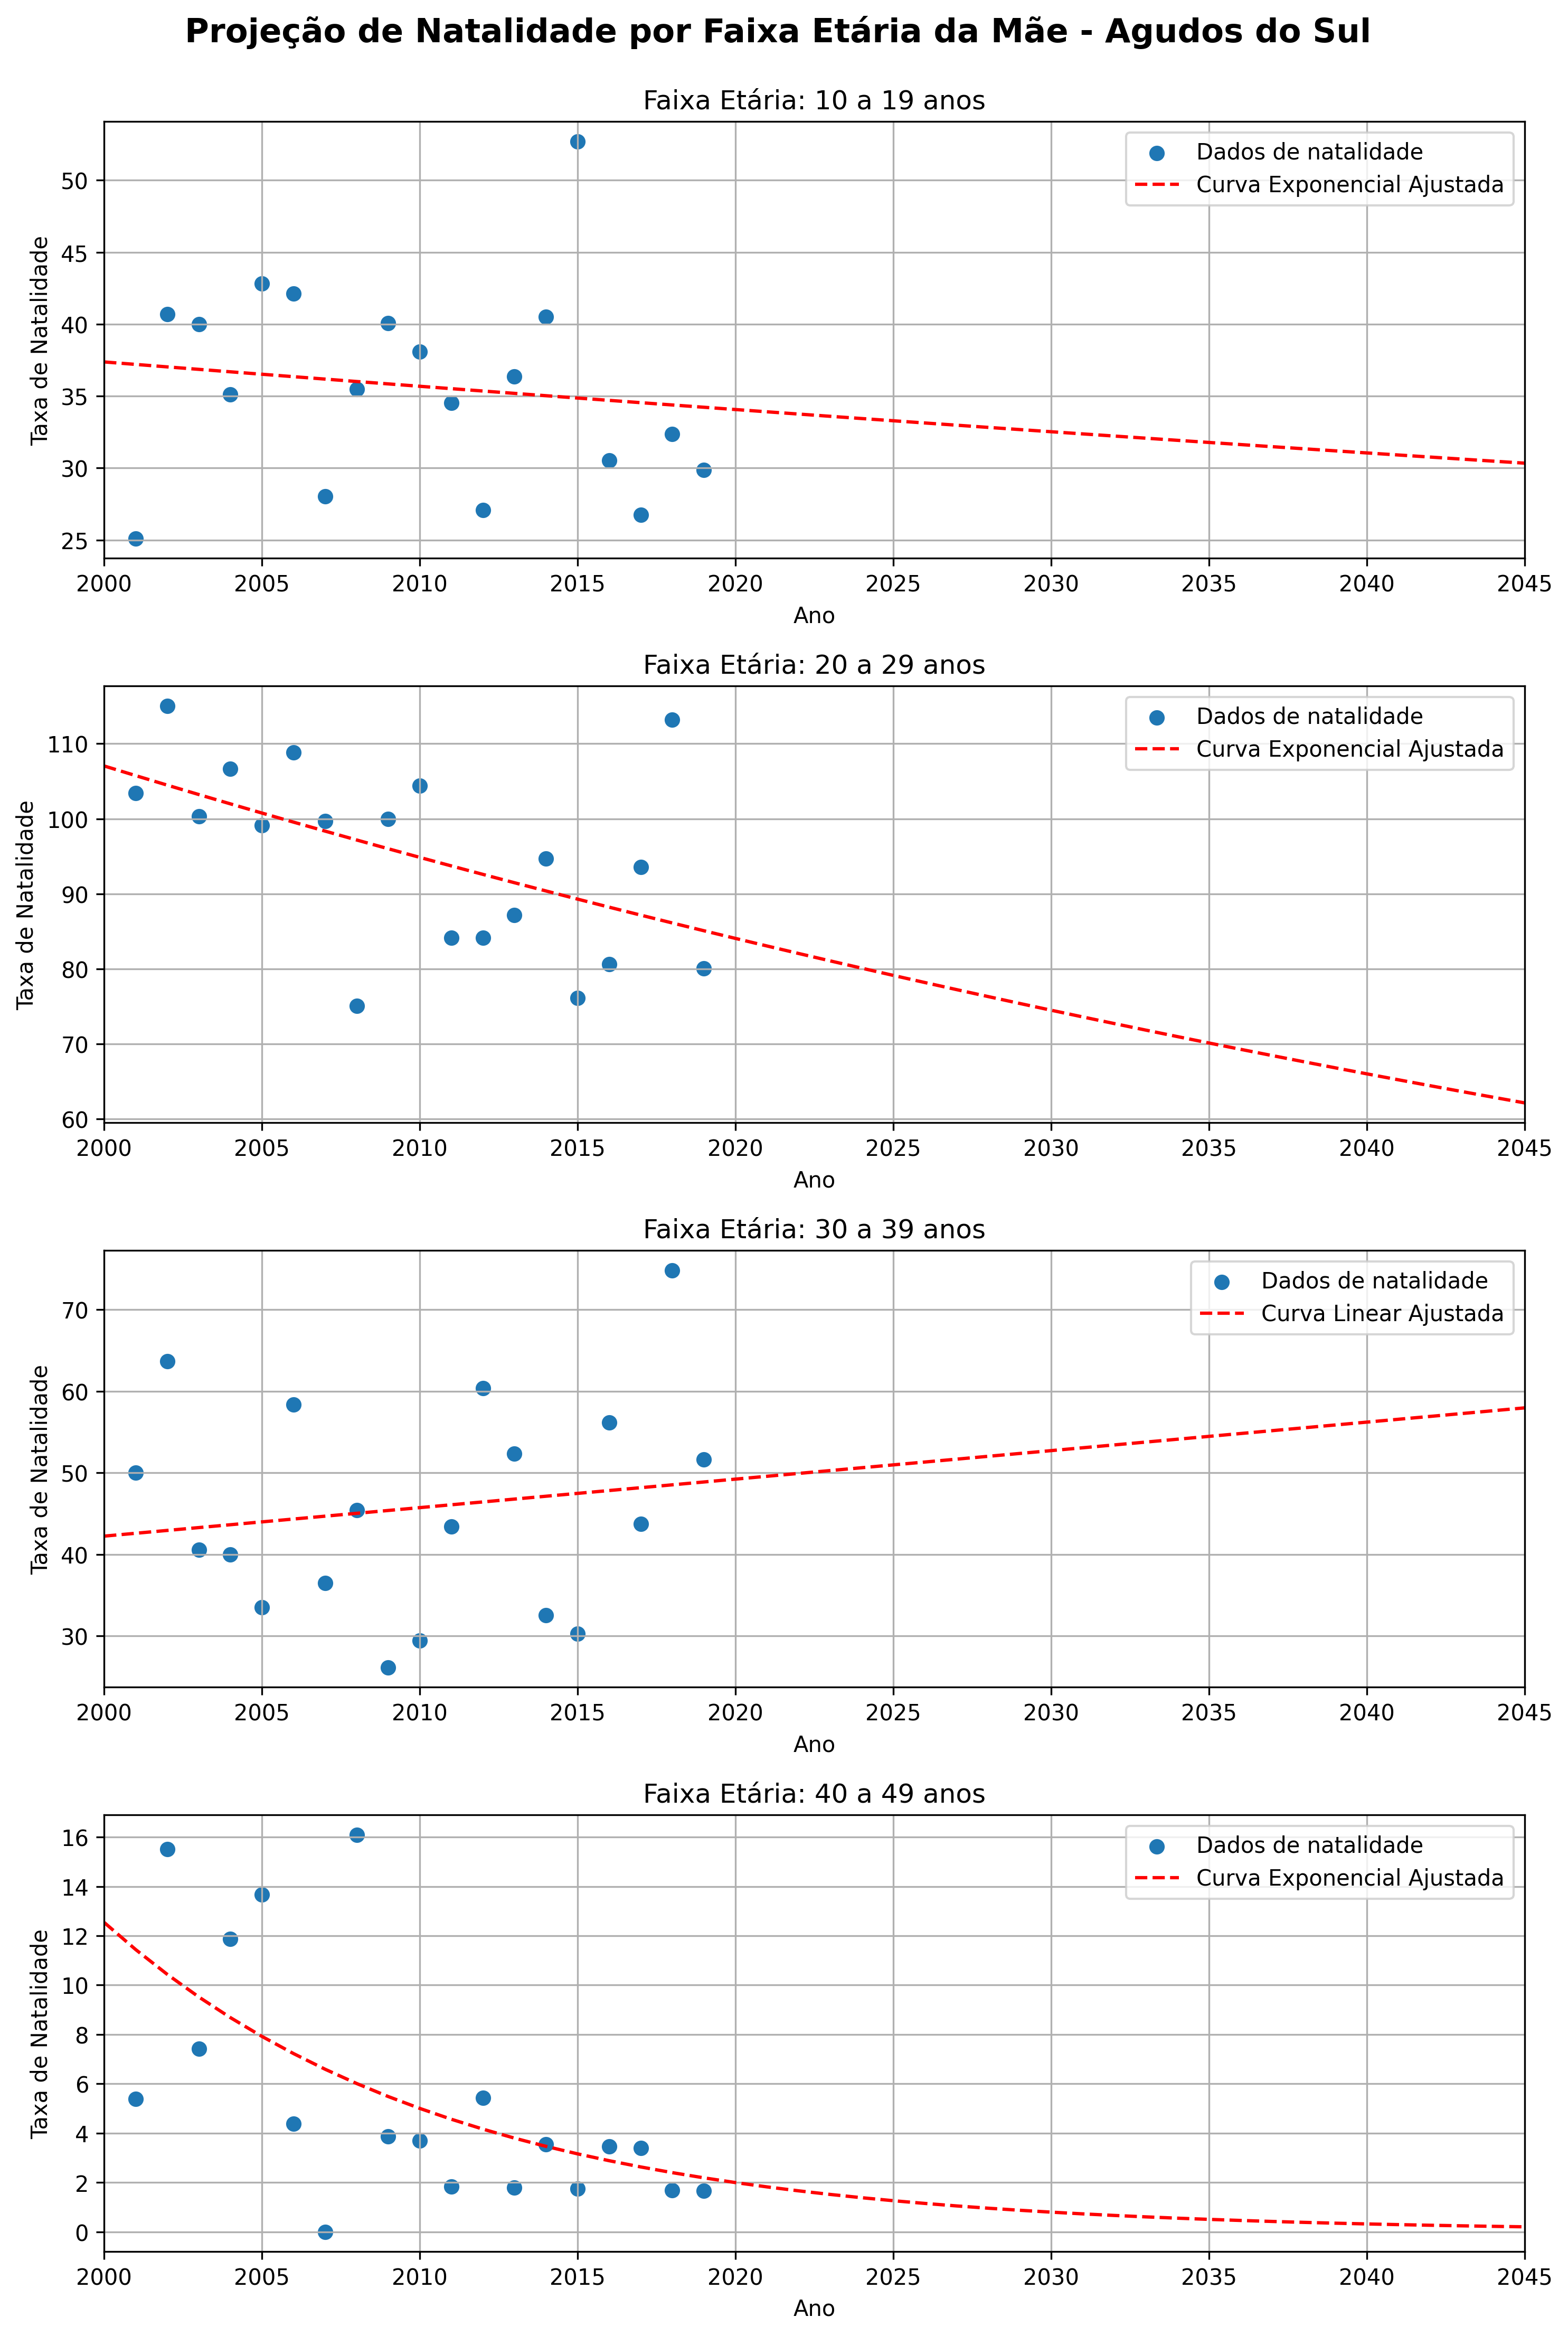 Projeção de Natalidade por Faixa Etária da Mãe - Agudos do Sul
Faixa Etária: 10 a 19 anos
Dados de natalidade
Curva Exponencial Ajustada
Taxa de Natalidade
50
45
40
35
30
25
2000 2005 2010 2015 2020 2025 2030 2035 2040 2045
Ano
Faixa Etária: 20 a 29 anos
Dados de natalidade
Curva Exponencial Ajustada
Taxa de Natalidade
110
100
90
80
70
60
2000 2005 2010 2015 2020 2025 2030 2035 2040 2045
Ano
Faixa Etária: 30 a 39 anos
Dados de natalidade
Curva Linear Ajustada
Taxa de Natalidade
70
60
50
40
30
2000 2005 2010 2015 2020 2025 2030 2035 2040 2045
Ano
Faixa Etária: 40 a 49 anos
Dados de natalidade
Curva Exponencial Ajustada
Taxa de Natalidade
16
14
12
10
8
6
4
2
0
2000 2005 2010 2015 2020 2025 2030 2035 2040 2045
Ano